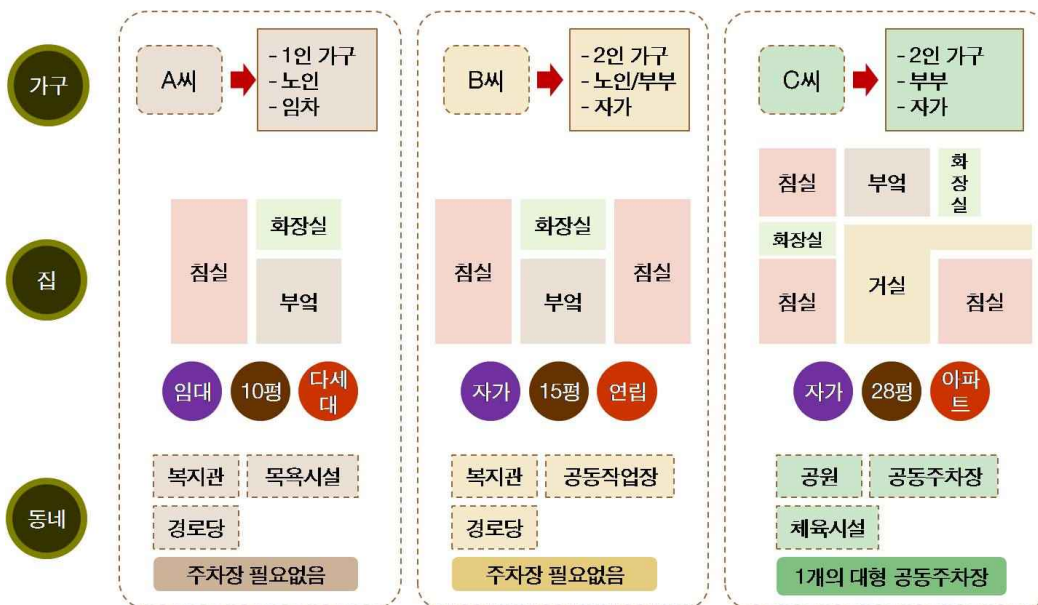 가구
A씨
- 1인 가구
- 노인
- 임차
B씨
- 2인 가구
- 노인/부부
- 자가
C씨
- 2인 가구
- 부부
- 자가
집
침실
화장실
부엌
침실
화장실
부엌
침실
침실
부엌
화
장
실
화장실
침실
거실
침실
임대
10평
다세
대
자가
15평
연립
자가
28평
아파
트
동네
복지관
목욕시설
경로당
주차장 필요없음
복지관
공동작업장
경로당
주차장 필요없음
공원
공동주차장
체육시설
1개의 대형 공동주차장